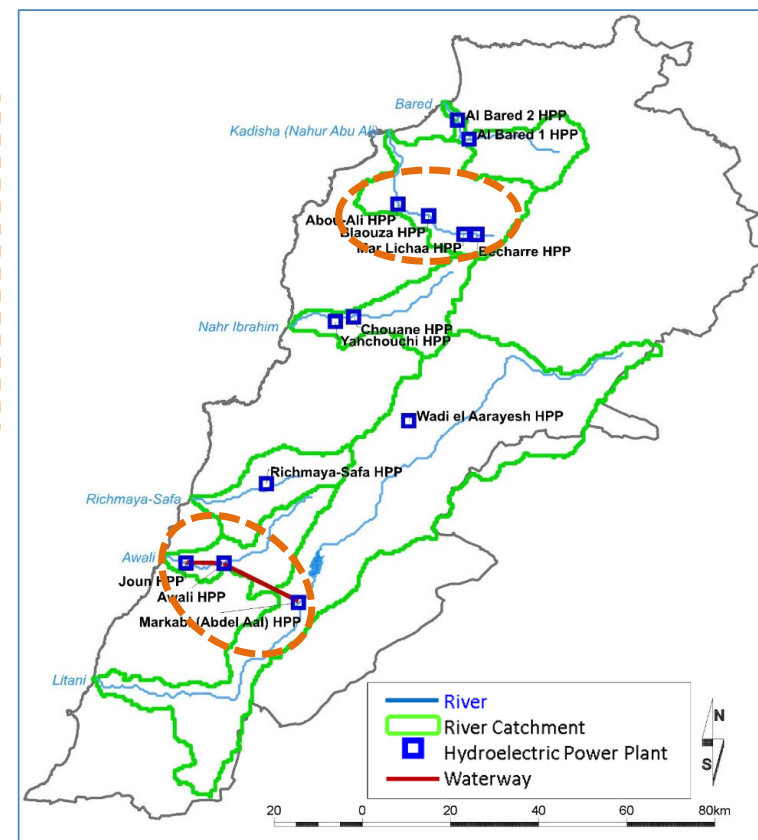 Bared
Al Bared 2 HPP
Kadisha (Nahur Abu Ali)
Al Bared 1 HPP
Abou-Ali HPP
Blaouza HPP
Mar Lichaa HPP
Becharre HPP
Nahr Ibrahim
Chouane HPP
Yahchouchi HPP
Wadi el Aarayesh HPP
Richmaya-Safa HPP
Richmaya-Safa
Awali
Joun HPP
Awali HPP
Markabi (Abdel Aal) HPP
Litani
River
River Catchment
Hydroelectric Power Plant
Waterway
N
S
20 0 20 40 60 80km